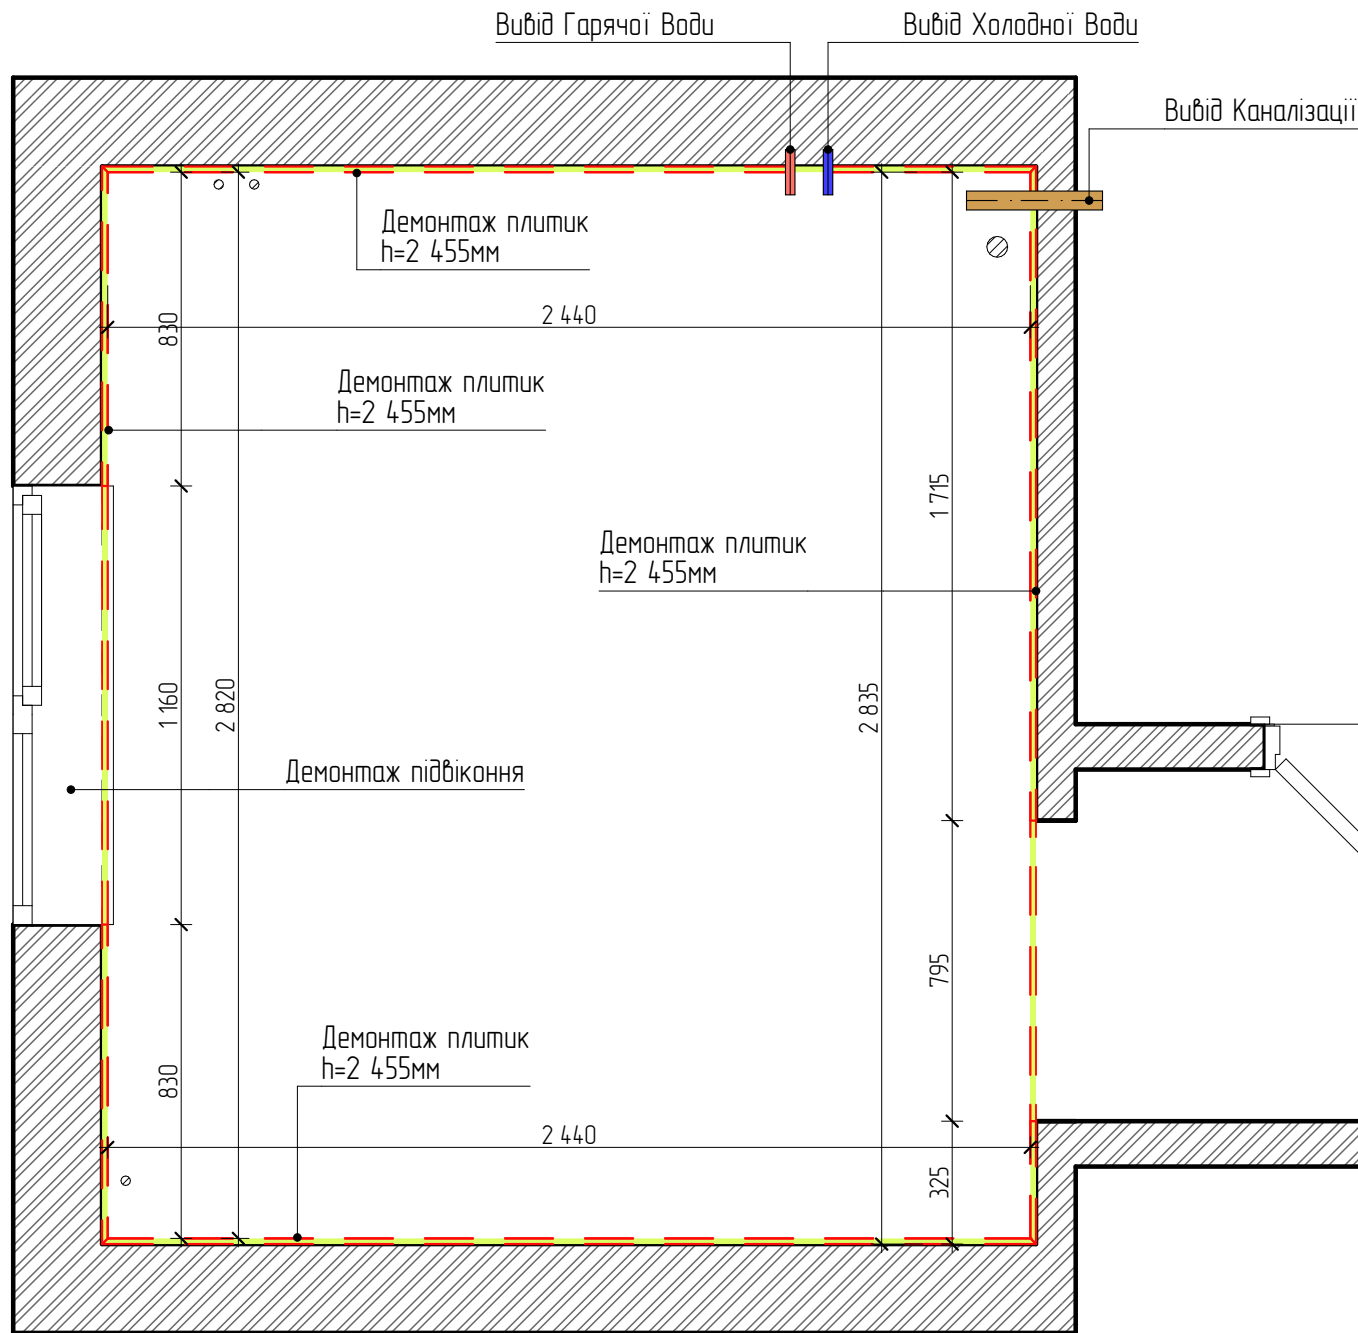 Вивід Гарячої Води
Вивід Холодної Води
Вивід Каналізації
Демонтаж плитик
h=2 455мм
830
2 440
Демонтаж плитик
h=2 455мм
1 715
Демонтаж плитик
h=2 455мм
1 160
2 820
2 835
Демонтаж підвіконня
795
Демонтаж плитик
h=2 455мм
830
2 440
325